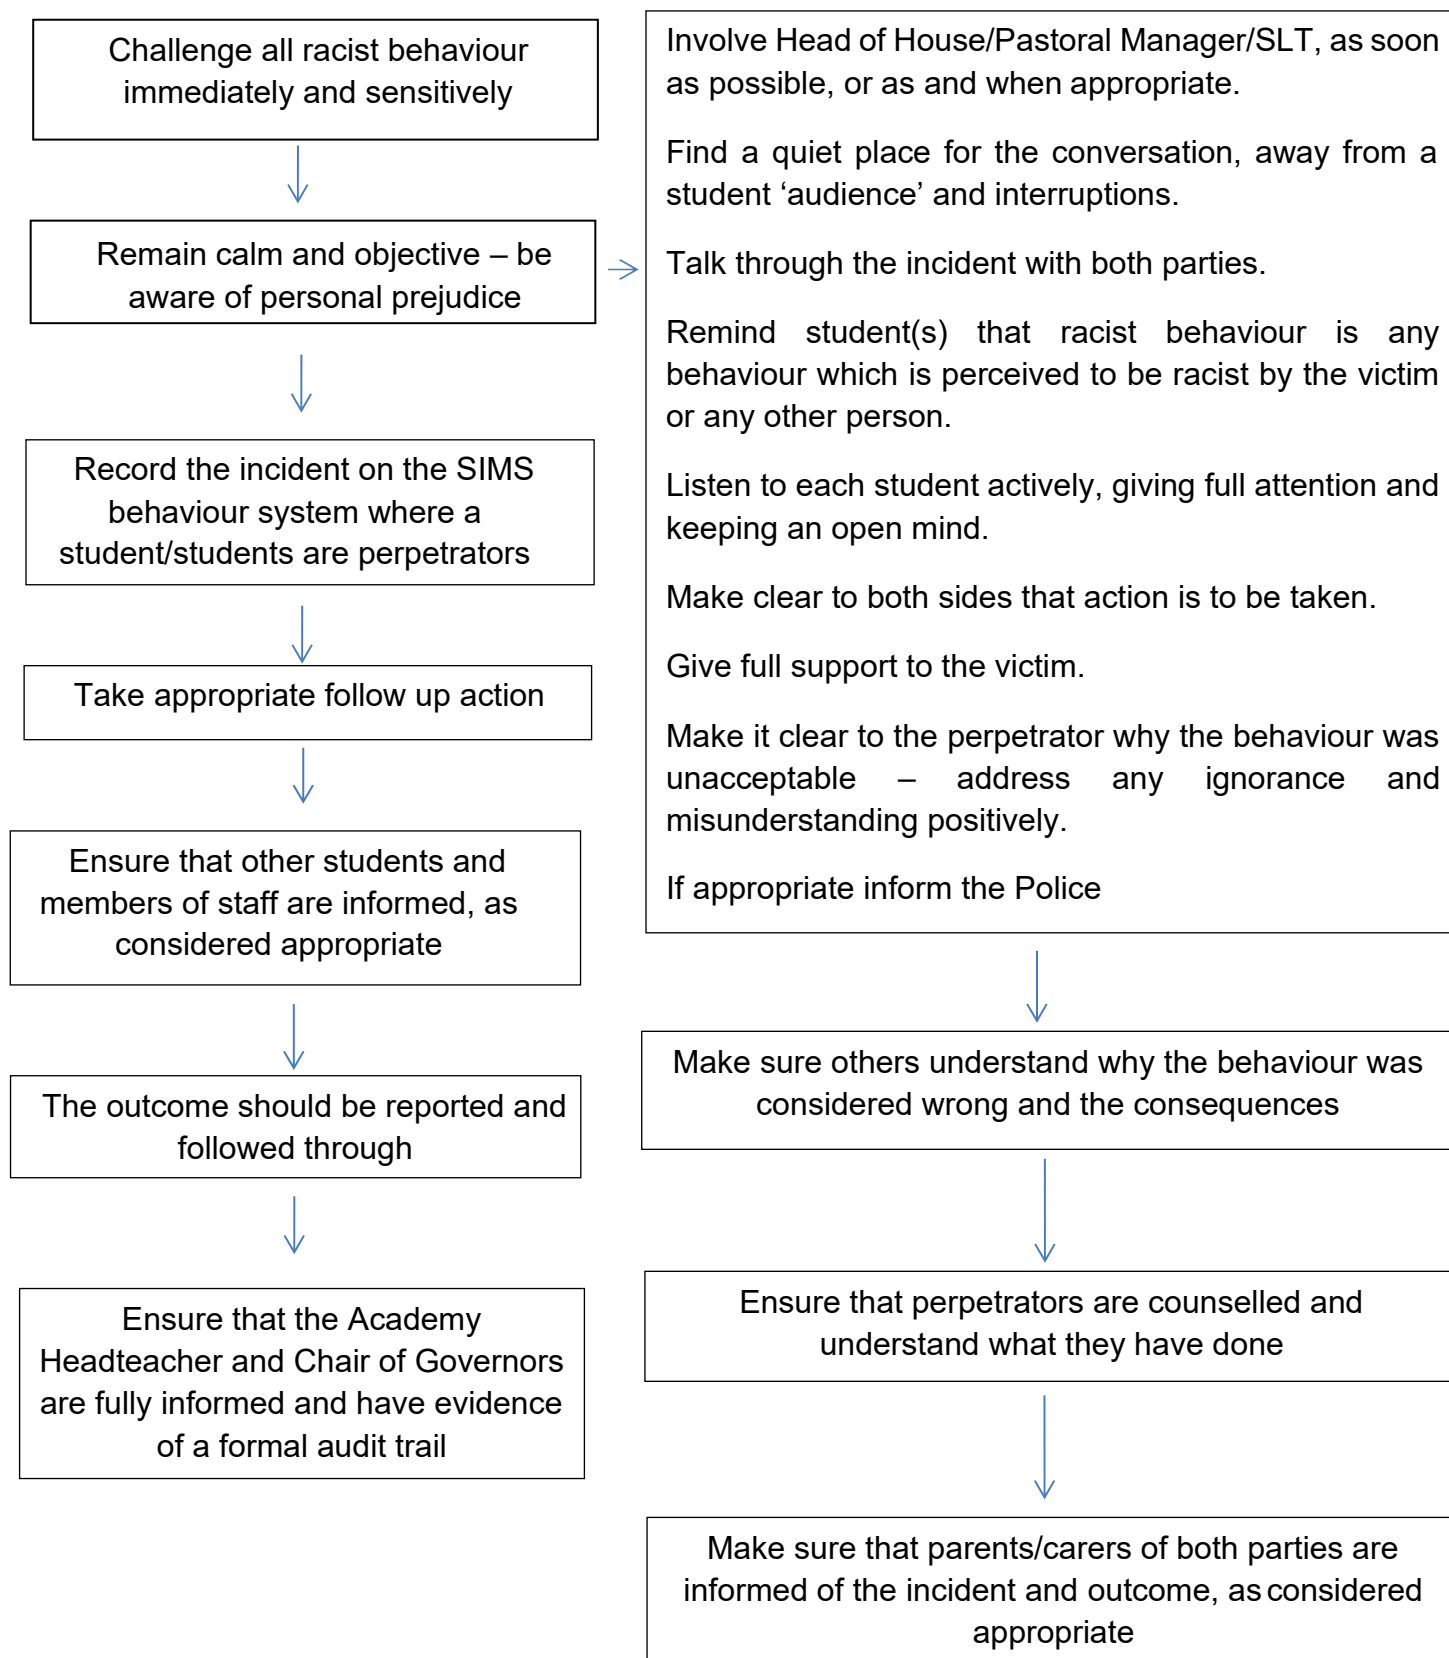 Challenge all racist behaviour
immediately and sensitively
Remain calm and objective – be
aware of personal prejudice
Record the incident on the SIMS
behaviour system where a
student/students are perpetrators
Take appropriate follow up action
Ensure that other students and
members of staff are informed, as
considered appropriate
The outcome should be reported and
followed through
Ensure that the Academy
Headteacher and Chair of Governors
are fully informed and have evidence
of a formal audit trail
Involve Head of House/Pastoral Manager/SLT, as soon
as possible, or as and when appropriate.
Find a quiet place for the conversation, away from a
student ‘audience’ and interruptions.
Talk through the incident with both parties.
Remind student(s) that racist behaviour is any
behaviour which is perceived to be racist by the victim
or any other person.
Listen to each student actively, giving full attention and
keeping an open mind.
Make clear to both sides that action is to be taken.
Give full support to the victim.
Make it clear to the perpetrator why the behaviour was
unacceptable – address any ignorance and
misunderstanding positively.
If appropriate inform the Police
Make sure others understand why the behaviour was
considered wrong and the consequences
Ensure that perpetrators are counselled and
understand what they have done
Make sure that parents/carers of both parties are
informed of the incident and outcome, as considered
appropriate